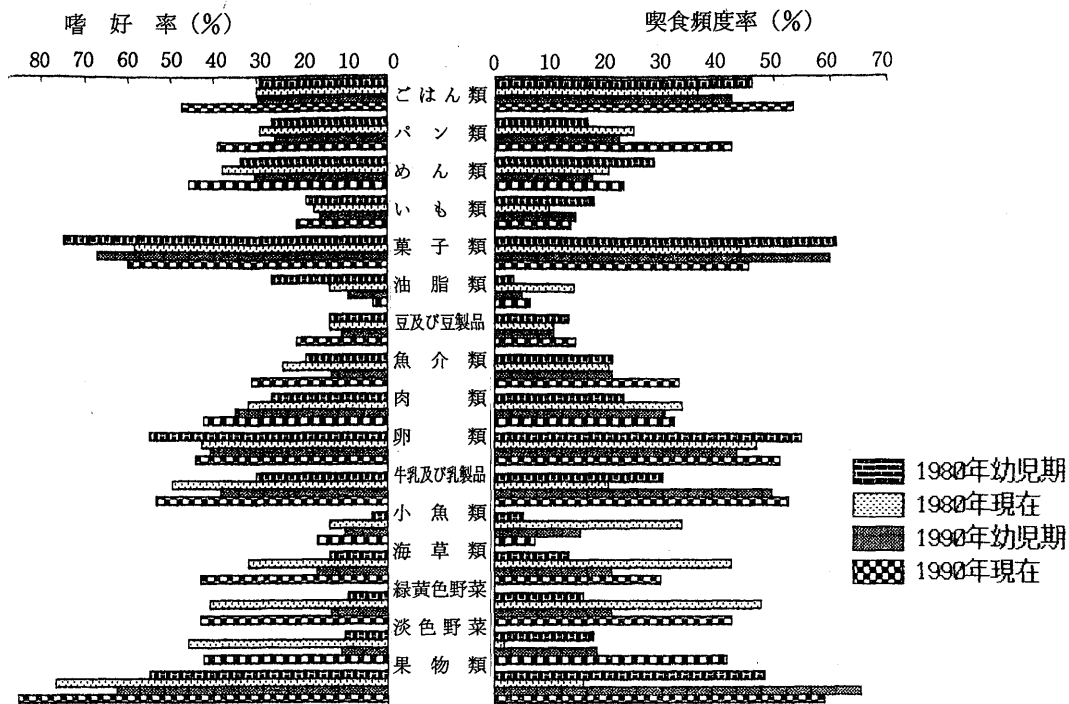 嗜好率(%)
喫食頻度率(%)
80 70 60 50 40 30 20 10 0
0 10 20 30 40 50 60 70
ごはん類
パン類
めん類
いも類
菓子類
油脂類
豆及び豆製品
魚介類
肉類
卵類
牛乳及び乳製品
小魚類
海草類
緑黄色野菜
淡色野菜
果物類
1980年幼児期
1980年現在
1990年幼児期
1990年現在